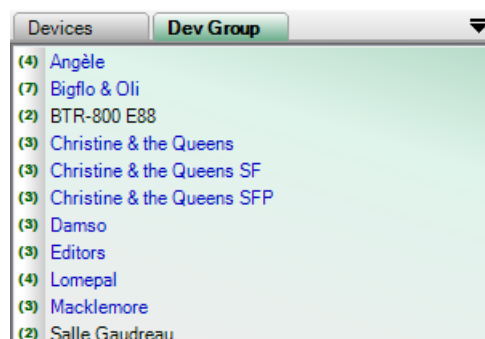 Devices Dev Group
(4) Angèle
(7) Bigflo & Oli
(2) BTR-800 E88
(3) Christine & the Queens
(3) Christine & the Queens SF
(3) Christine & the Queens SFP
(3) Damso
(3) Editors
(4) Lomepal
(3) Macklemore
(2) Salle Gaudreau